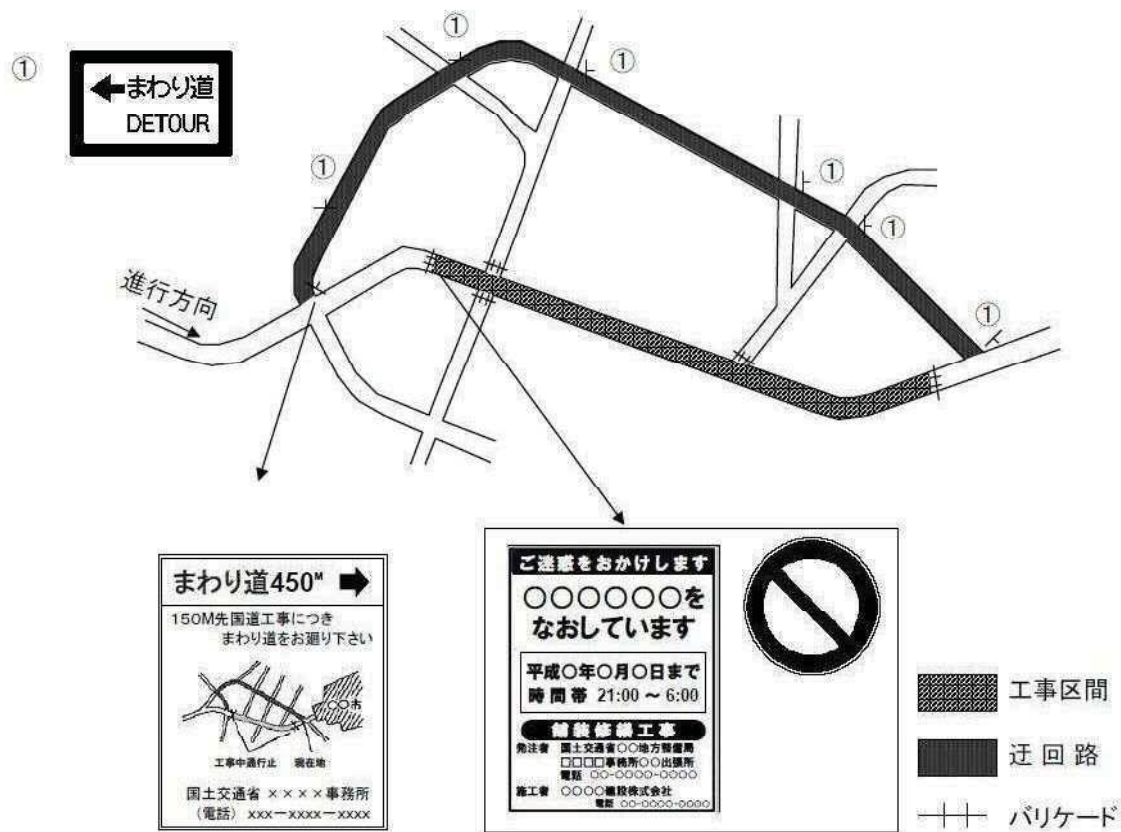 ①
まわり道
DETOUR
①
①
①
①
①
①
進行方向
まわり道450M
150M先国道工事につき
まわり道をお廻り下さい
○○市
工事中通行止 現在地
国土交通省 ××××事務所
(電話) xxx-xxxx-xxxx
ご迷惑をおかけします
○○○○○○を
なおしています
平成○年○月○日まで
時間帯 21:00 ~ 6:00
舗装修繕工事
発注者 国土交通省○○地方整備局
□□□□事務所○○出張所
電話 ○○-○○○○-○○○○
施工者 ○○○○建設株式会社
電話 ○○-○○○○-○○○○
工事区間
迂回路
バリケード